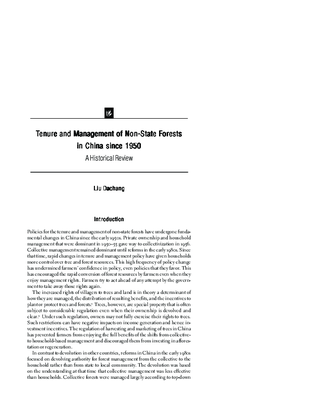 Tenure and Management of Non-State Forests
in China since 1950
A Historical Review
Liu Dachang
Introduction
Policies for the tenure and management of non-state forests have undergone funda-
mental changes in China since the early 1950s. Private ownership and household
management that were dominant in 1950–55 gave way to collectivization in 1956.
Collective management remained dominant until reforms in the early 1980s. Since
that time, rapid changes in tenure and management policy have given households
more control over tree and forest resources. This high frequency of policy change
has undermined farmers' confidence in policy, even policies that they favor. This
has encouraged the rapid conversion of forest resources by farmers even when they
enjoy management rights. Farmers try to act ahead of any attempt by the govern-
ment to take away those rights again.
The increased rights of villagers to trees and land is in theory a determinant of
how they are managed, the distribution of resulting benefits, and the incentives to
plant or protect trees and forests. Trees, however, are special property that is often
subject to considerable regulation even when their ownership is devolved and
clear. Under such regulation, owners may not fully exercise their rights to trees.
Such restrictions can have negative impacts on income generation and hence in-
vestment incentives. The regulation of harvesting and marketing of trees in China
has prevented farmers from enjoying the full benefits of the shifts from collective-
to household-based management and discouraged them from investing in affores-
tation or regeneration.
In contrast to devolution in other countries, reforms in China in the early 1980s
focused on devolving authority for forest management from the collective to the
household rather than from state to local community. The devolution was based
on the understanding at that time that collective management was less effective
than households. Collective forests were managed largely according to top-down